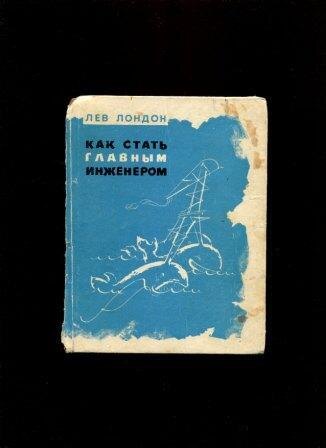 ЛЕВ ЛОНДОН
КАК СТАТЬ
ГЛАВНЫМ
ИНЖЕНЕРОМ